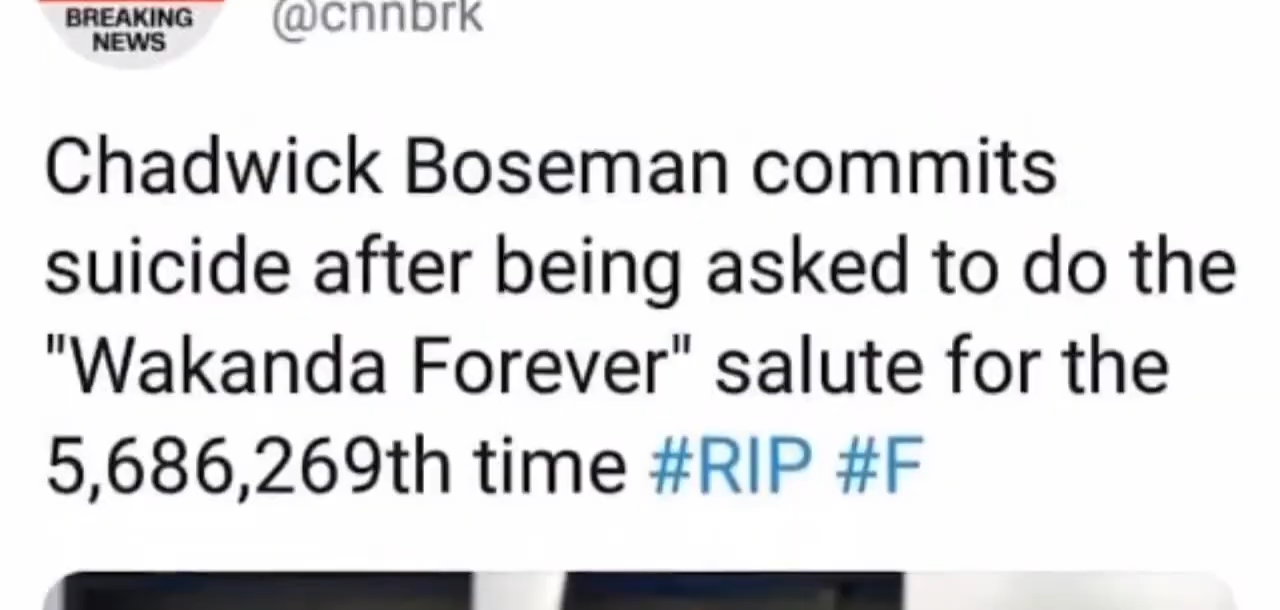 BREAKING
NEWS
@cnnbrk
Chadwick Boseman commits
suicide after being asked to do the
"Wakanda Forever" salute for the
5,686,269th time #RIP #F